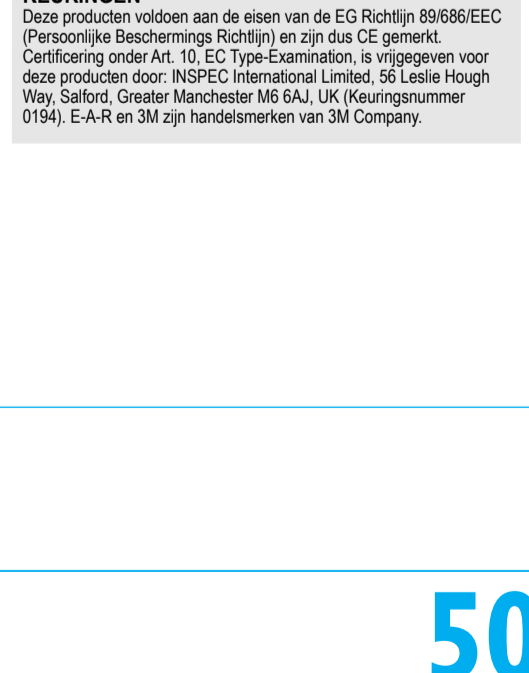 KEURINGEN
Deze producten voldoen aan de eisen van de EG Richtlijn 89/686/EEC
(Persoonlijke Beschermings Richtlijn) en zijn dus CE gemerkt.
Certificering onder Art. 10, EC Type-Examination, is vrijgegeven voor
deze producten door: INSPEC International Limited, 56 Leslie Hough
Way, Salford, Greater Manchester M6 6AJ, UK (Keuringsnummer
0194). E-A-R en 3M zijn handelsmerken van 3M Company.
50